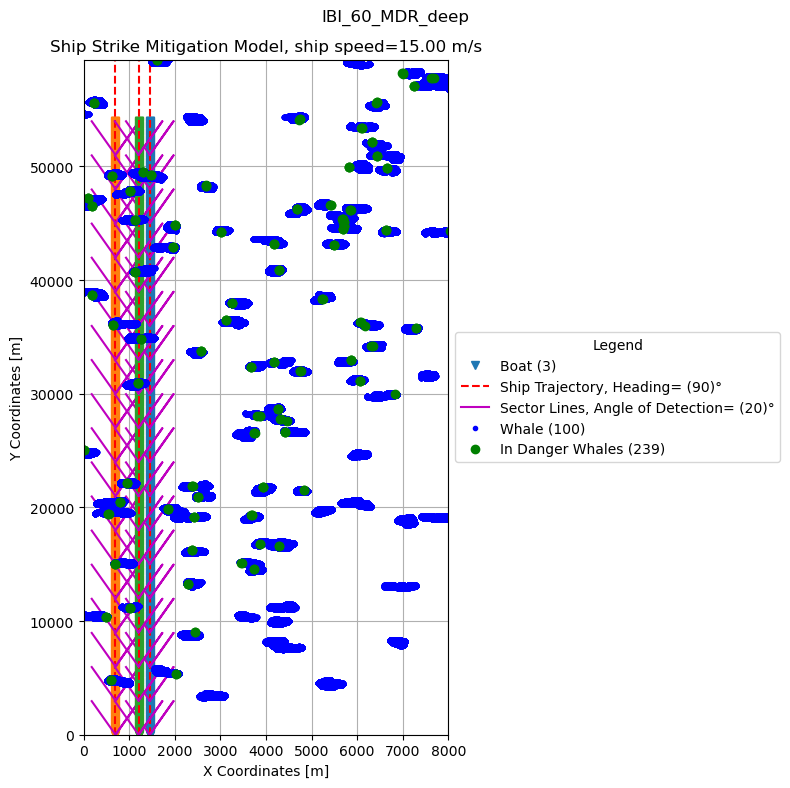 IBI_60_MDR_deep
Ship Strike Mitigation Model, ship speed=15.00 m/s
50000
40000
30000
20000
10000
0
Y Coordinates [m]
0 1000 2000 3000 4000 5000 6000 7000 8000
X Coordinates [m]
Legend
Boat (3)
Ship Trajectory, Heading= (90)°
Sector Lines, Angle of Detection= (20)°
Whale (100)
In Danger Whales (239)